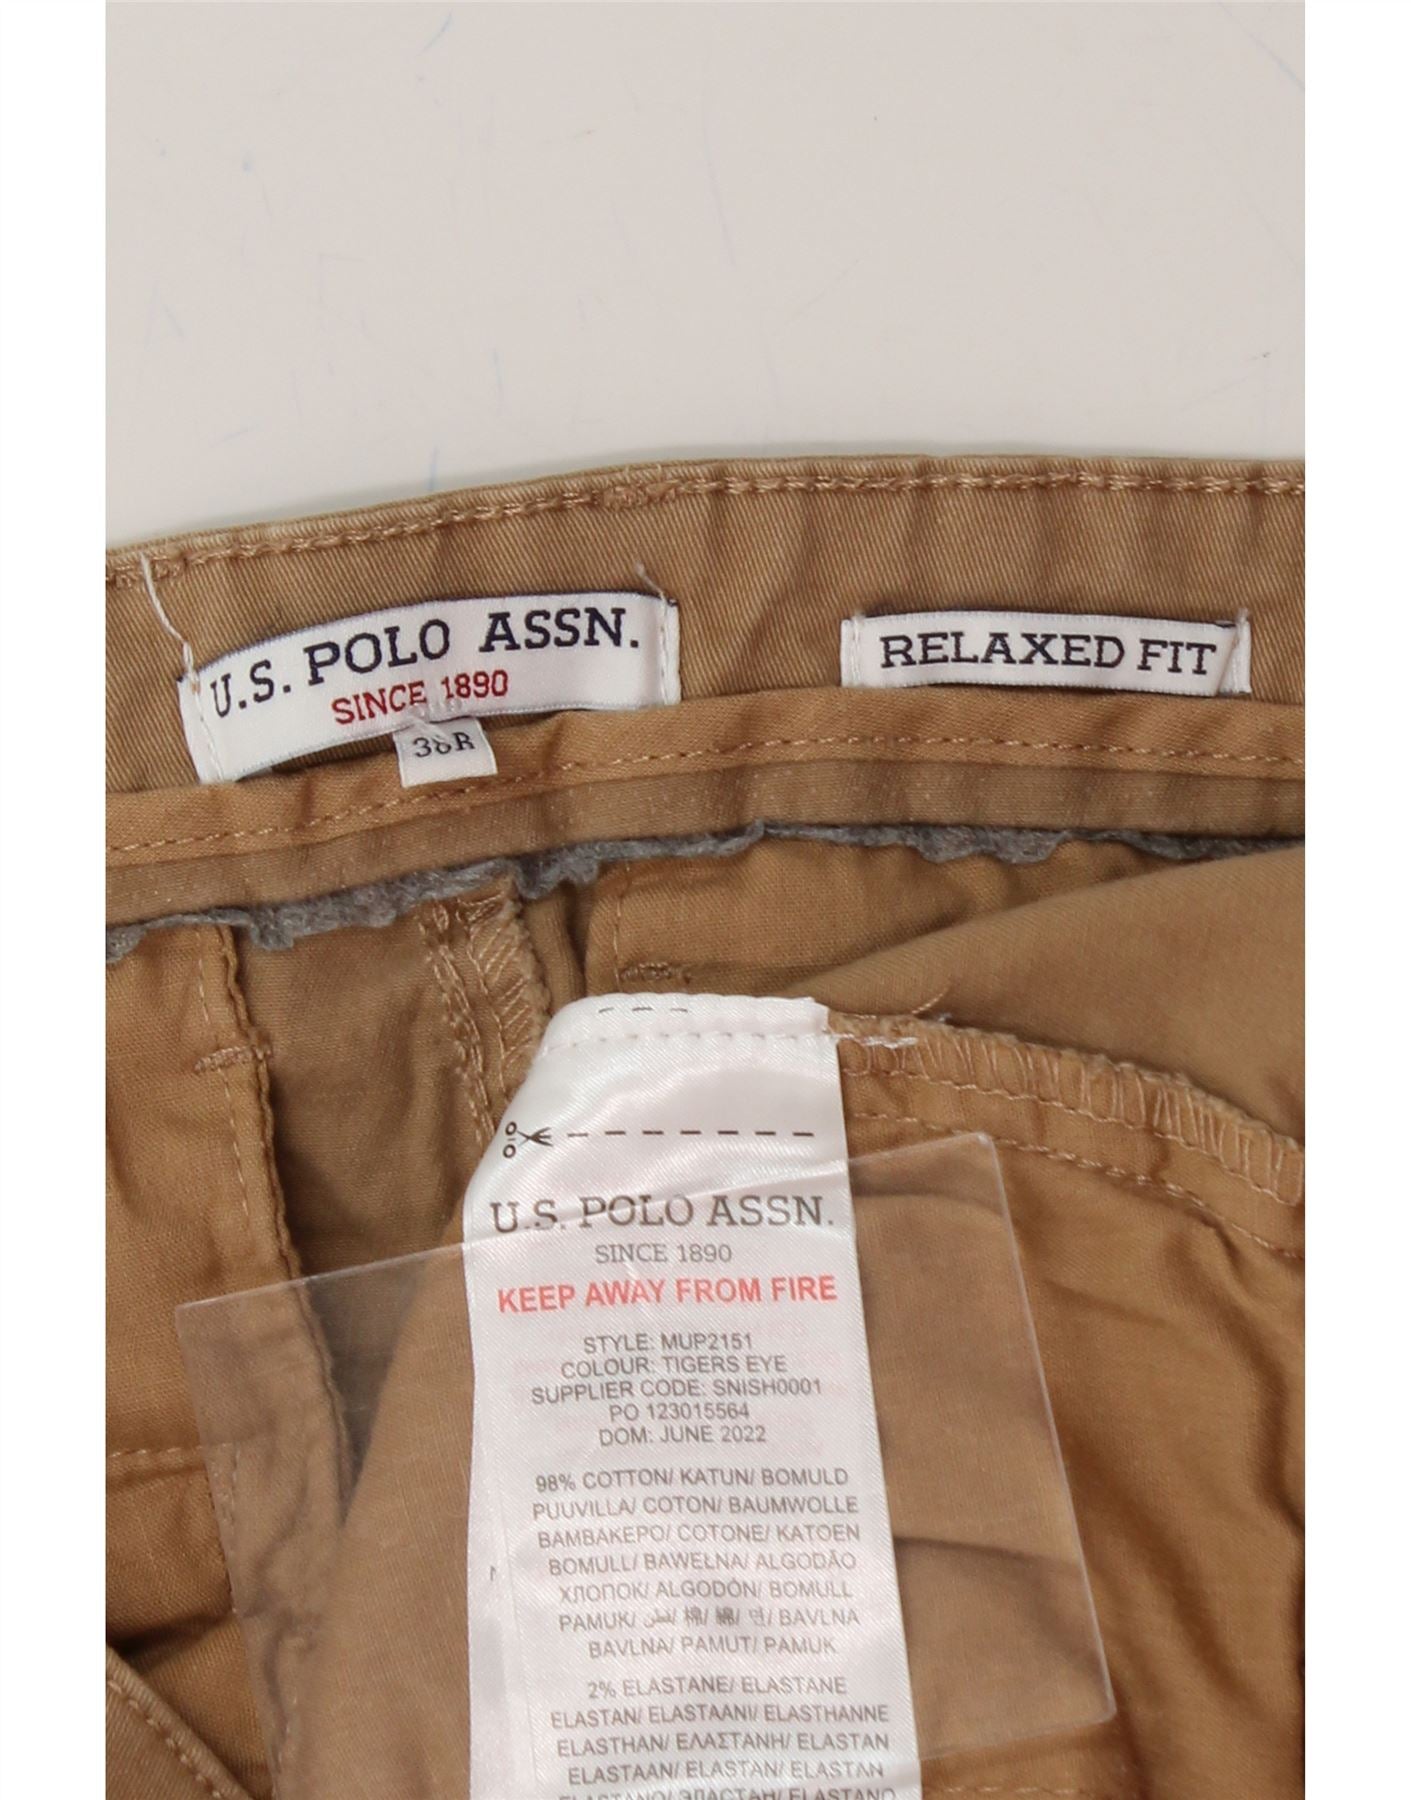 U.S. POLO ASSN.
SINCE 1890
RELAXED FIT
U.S. POLO ASSN.
SINCE 1890
KEEP AWAY FROM FIRE
STYLE: MUP2151
COLOUR: TIGERS EYE
SUPPLIER CODE: SNISH0001
PO 123015564
DOM: JUNE 2022
98% COTTON/ KATUN/ BOMULD
PUUVILLA/ COTON/ BAUMWOLLE
BAMBAKEPO/ COTONE/ KATOEN
BOMULL/ BAWEŁNA/ ALGODÃO
ХЛОПОК/ ALGODÓN/ BOMULL
PAMUK/ 棉/ 綿/ 면/ BAVLNA
BAVLNA/ PAMUT/ PAMUK
2% ELASTANE/ ELASTANE
ELASTAN/ ELASTAANI/ ELASTHANNE
ELASTHAN/ ΕΛΑΣΤΑΝΗ/ ELASTAN
ELASTAAN/ ELASTAN/ ELASTAN
ELASTANO/ ЭЛАСТАН/ ELASTANO